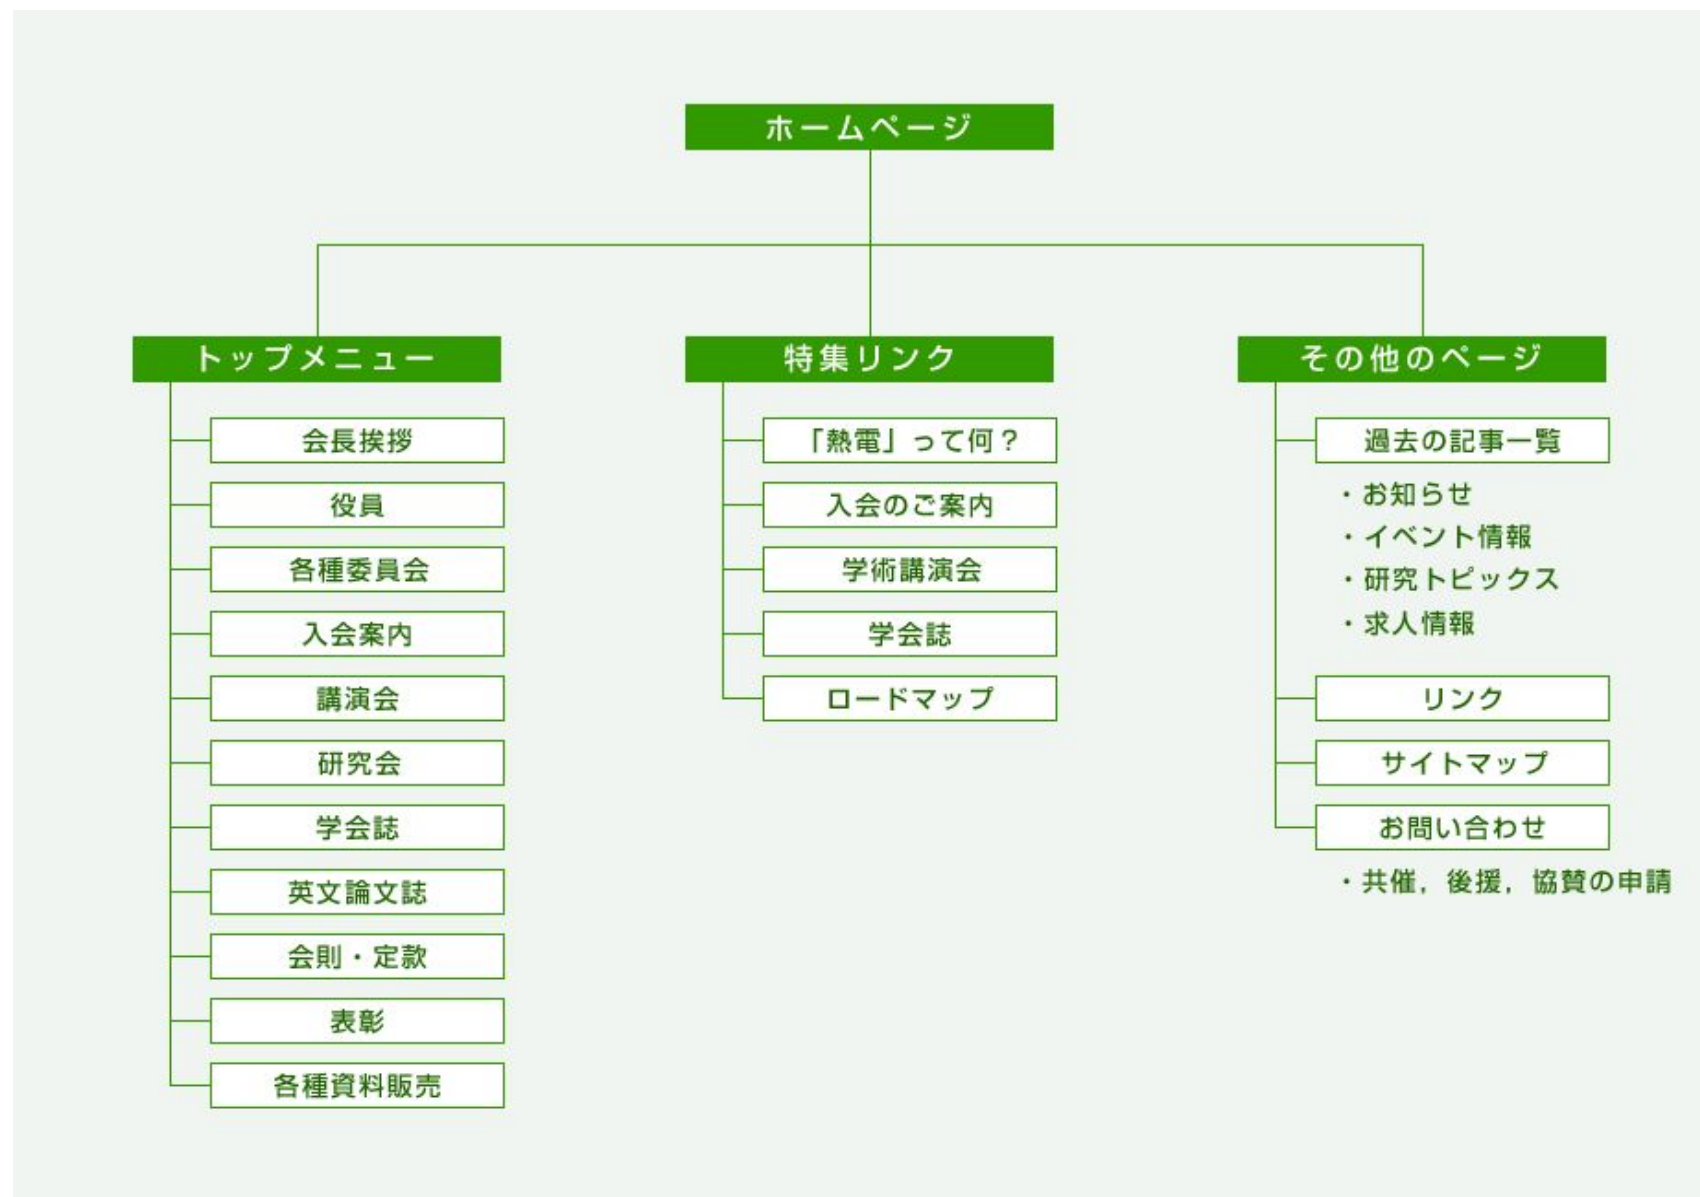 ホームページ
トップメニュー
会長挨拶
役員
各種委員会
入会案内
講演会
研究会
学会誌
英文論文誌
会則・定款
表彰
各種資料販売
特集リンク
「熱電」って何？
入会のご案内
学術講演会
学会誌
ロードマップ
その他のページ
過去の記事一覧
・お知らせ
・イベント情報
・研究トピックス
・求人情報
リンク
サイトマップ
お問い合わせ
・共催，後援，協賛の申請